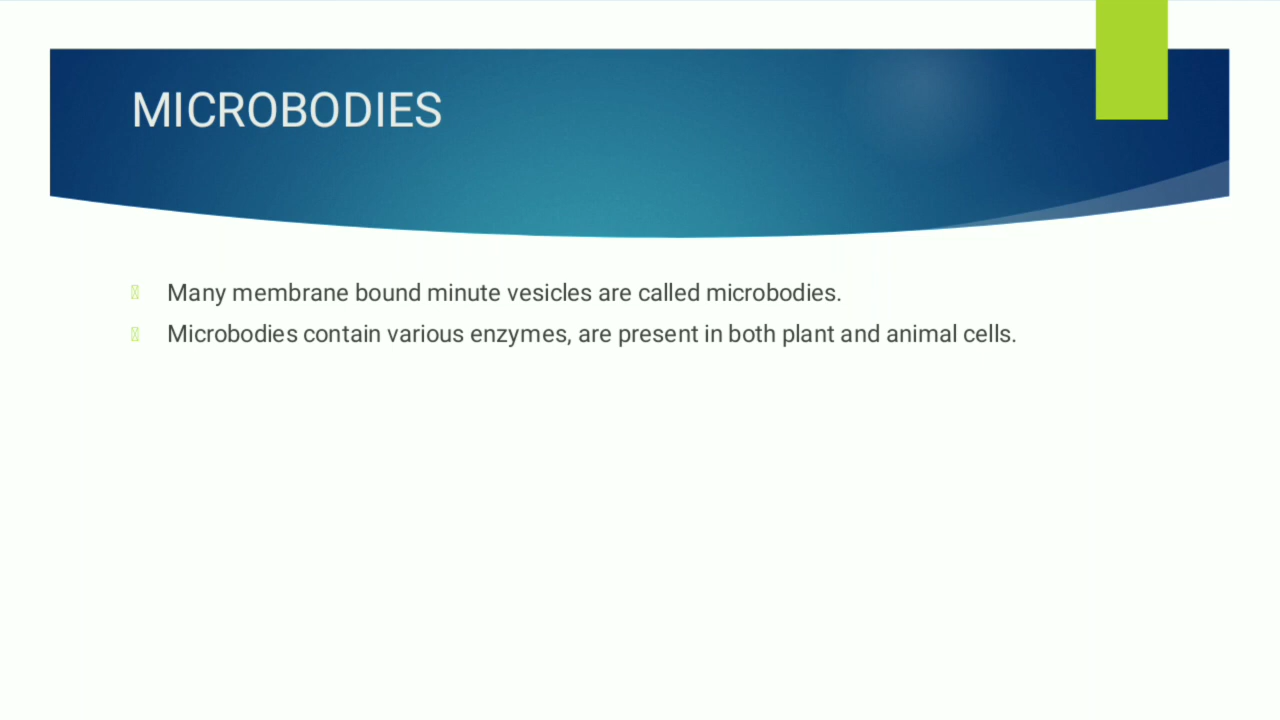 MICROBODIES
Many membrane bound minute vesicles are called microbodies.
Microbodies contain various enzymes, are present in both plant and animal cells.